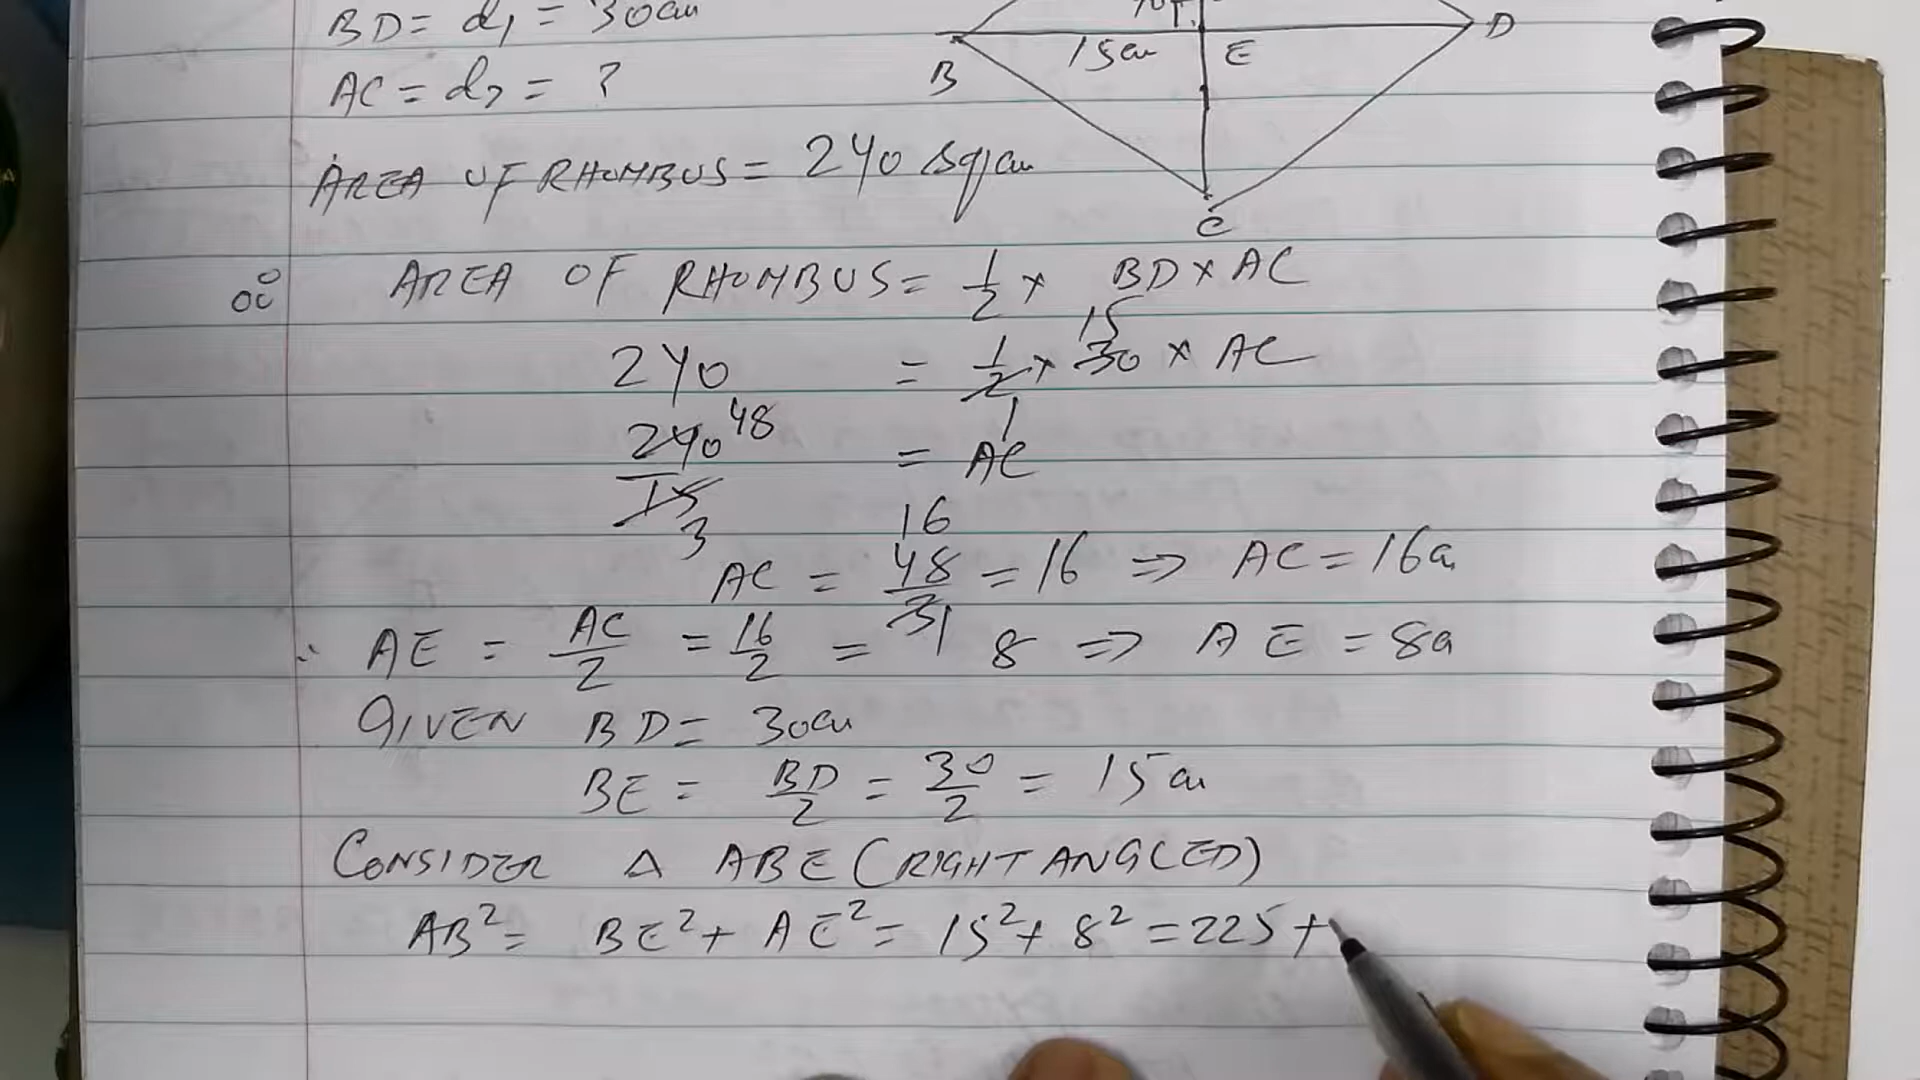 BD = d1 = 30cm
AC = d2 = ?
90°
B 15cm E D
C
AREA OF RHOMBUS = 240 sqcm
AREA OF RHOMBUS = 1/2 × BD × AC
15
240 = 1/2 × 30 × AC
240 48 / 15 3 = AC 1
16
AC = 48/3 1 = 16 ⇒ AC = 16cm
∴ AE = AC/2 = 16/2 = 8 ⇒ AE = 8cm
GIVEN BD = 30cm
BE = BD/2 = 30/2 = 15cm
CONSIDER Δ ABE (RIGHT ANGLED)
AB² = BE² + AE² = 15² + 8² = 225 +